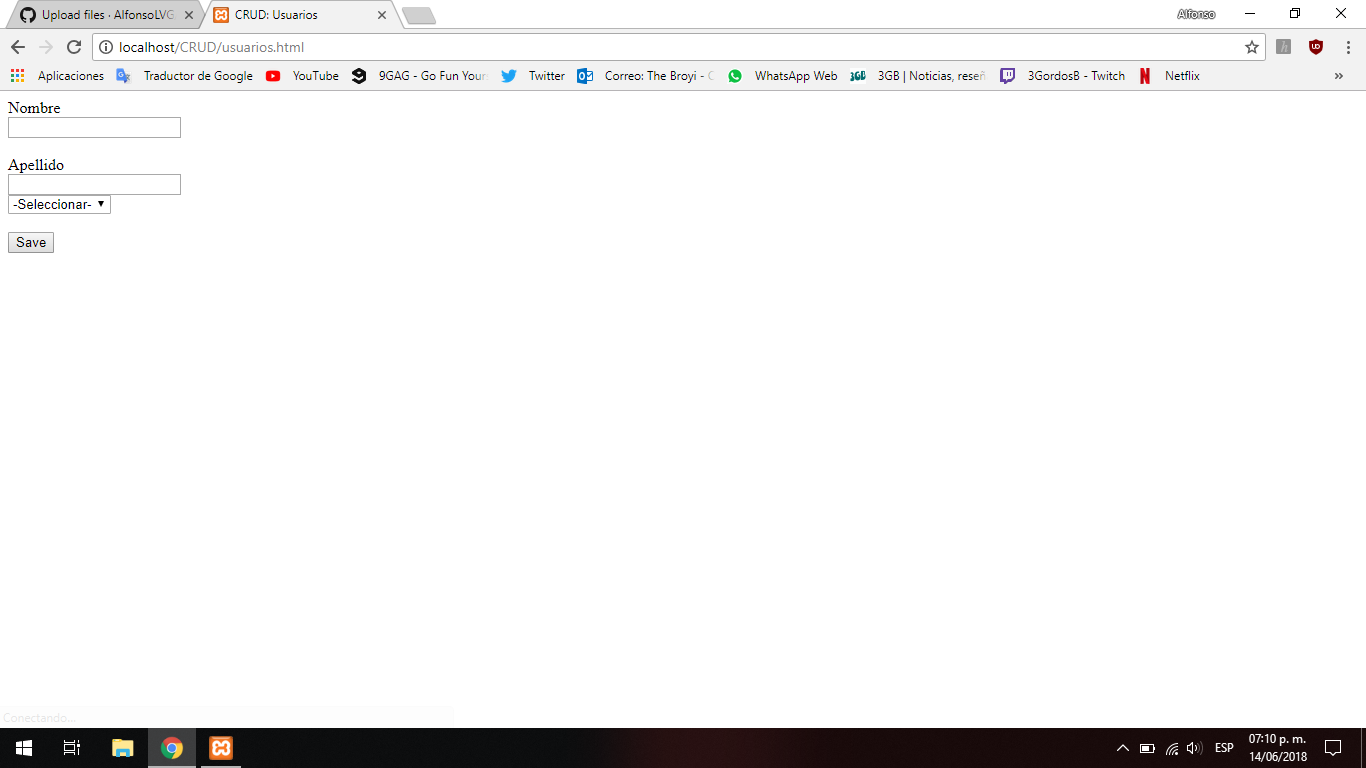 Upload files · AlfonsoLVG
CRUD: Usuarios
Alfonso
localhost/CRUD/usuarios.html
Aplicaciones
Traductor de Google
YouTube
9GAG - Go Fun Your
Twitter
Correo: The Broyi - C
WhatsApp Web
3GB | Noticias, reseñ
3GordosB - Twitch
Netflix
»
Nombre
Apellido
-Seleccionar-
Save
Conectando...
ESP
07:10 p. m.
14/06/2018